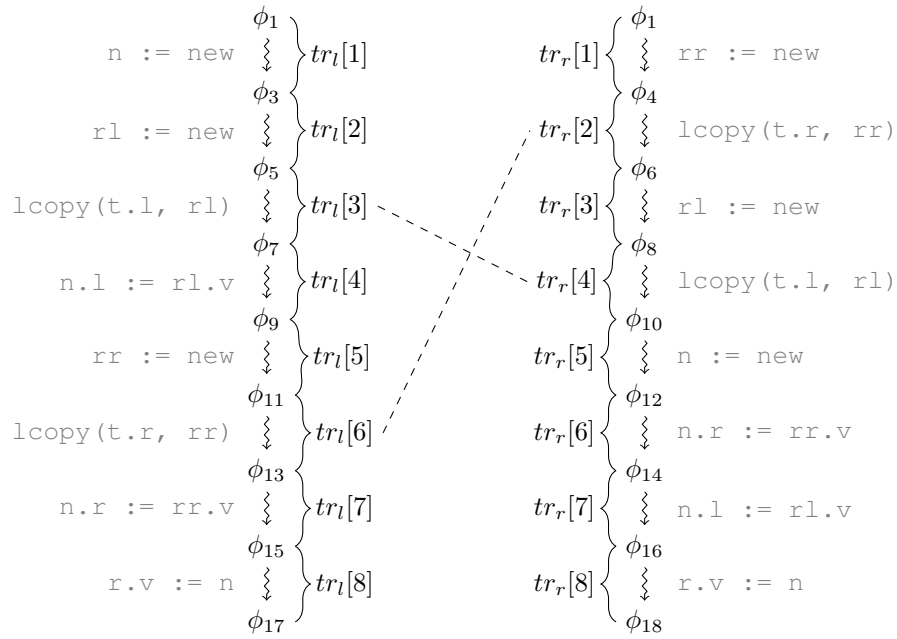 ϕ1 ϕ1
n := new tr_l[1] tr_r[1] rr := new
ϕ3 ϕ4
rl := new tr_l[2] tr_r[2] lcopy(t.r, rr)
ϕ5 ϕ6
lcopy(t.l, rl) tr_l[3] tr_r[3] rl := new
ϕ7 ϕ8
n.l := rl.v tr_l[4] tr_r[4] lcopy(t.l, rl)
ϕ9 ϕ10
rr := new tr_l[5] tr_r[5] n := new
ϕ11 ϕ12
lcopy(t.r, rr) tr_l[6] tr_r[6] n.r := rr.v
ϕ13 ϕ14
n.r := rr.v tr_l[7] tr_r[7] n.l := rl.v
ϕ15 ϕ16
r.v := n tr_l[8] tr_r[8] r.v := n
ϕ17 ϕ18